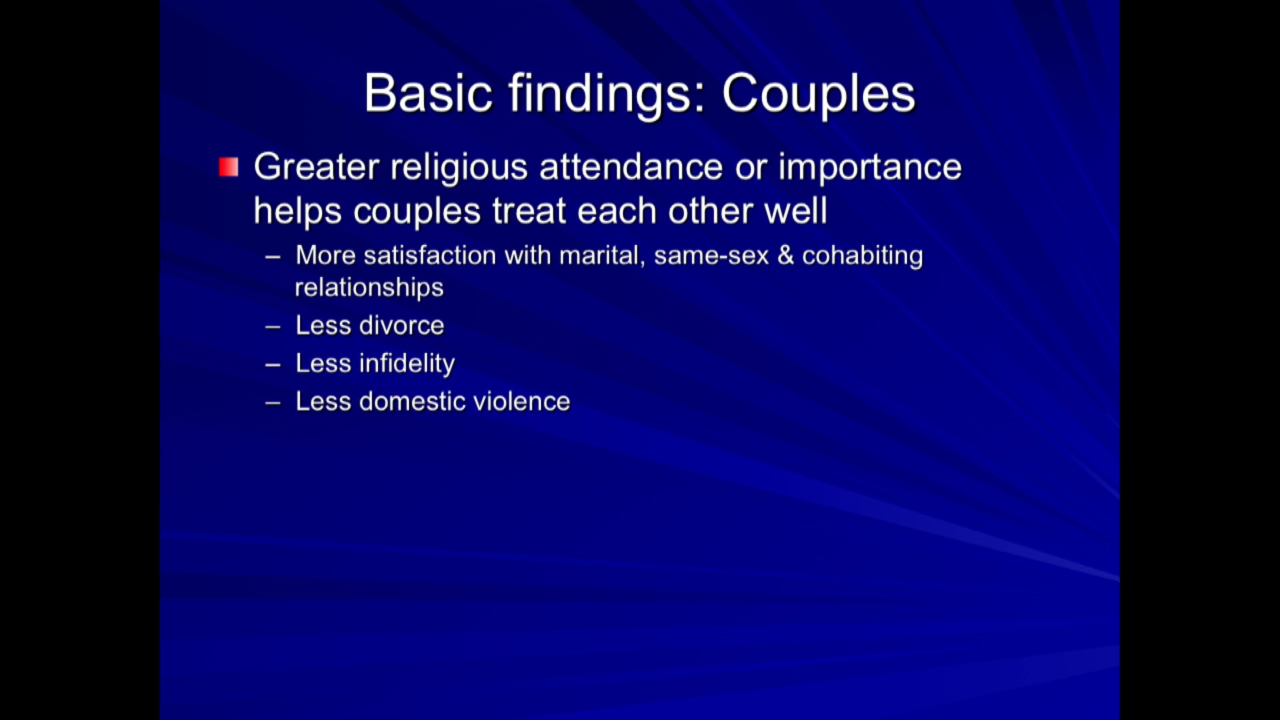 Basic findings: Couples
Greater religious attendance or importance
helps couples treat each other well
– More satisfaction with marital, same-sex & cohabiting
relationships
– Less divorce
– Less infidelity
– Less domestic violence